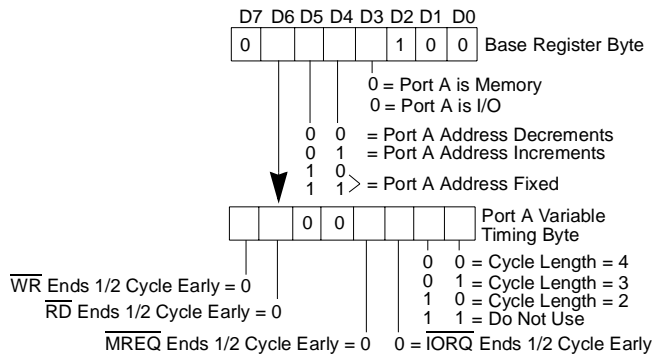 D7 D6 D5 D4 D3 D2 D1 D0
0 1 0 0 Base Register Byte
0 = Port A is Memory
0 = Port A is I/O
0 0 = Port A Address Decrements
0 1 = Port A Address Increments
1 0
1 1 > = Port A Address Fixed
0 0 Port A Variable
Timing Byte
0 0 = Cycle Length = 4
WR Ends 1/2 Cycle Early = 0 0 1 = Cycle Length = 3
1 0 = Cycle Length = 2
RD Ends 1/2 Cycle Early = 0 1 1 = Do Not Use
MREQ Ends 1/2 Cycle Early = 0 0 = IORQ Ends 1/2 Cycle Early